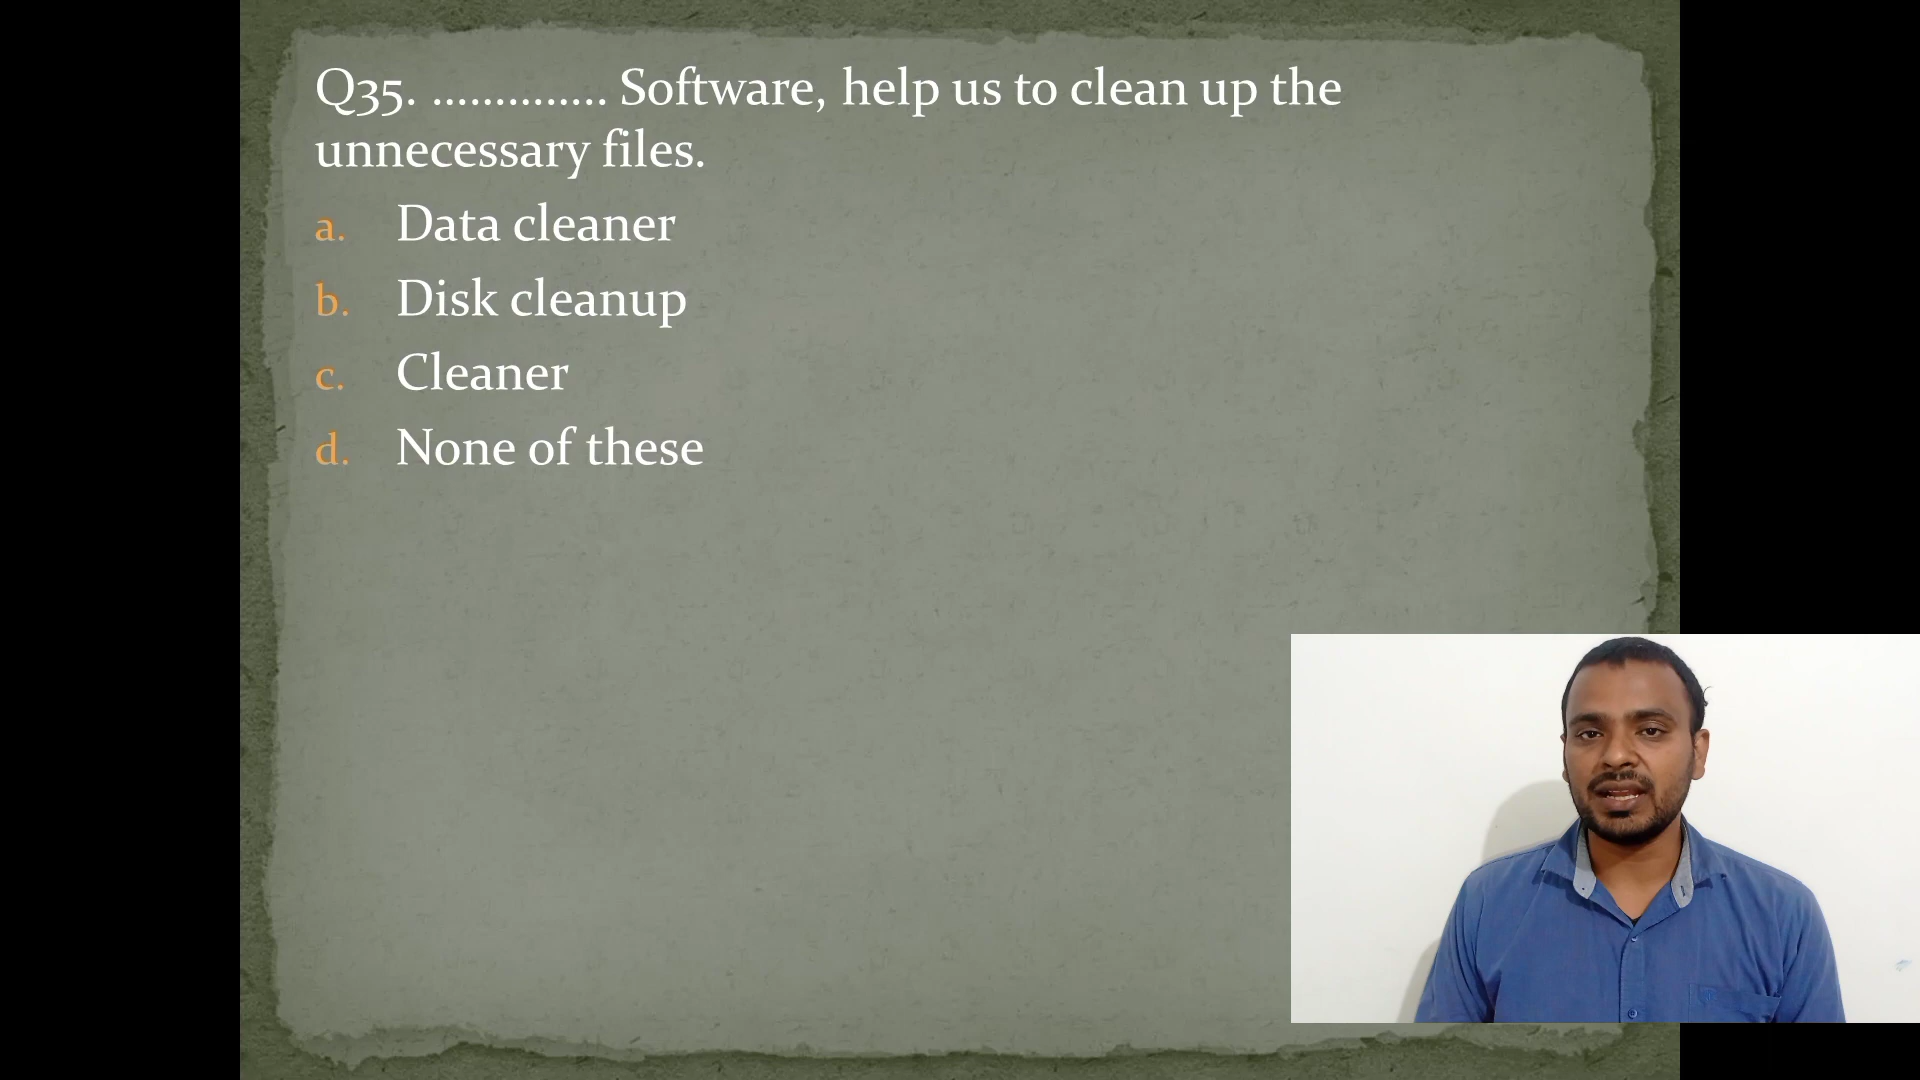 Q35. .............. Software, help us to clean up the
unnecessary files.
a. Data cleaner
b. Disk cleanup
c. Cleaner
d. None of these